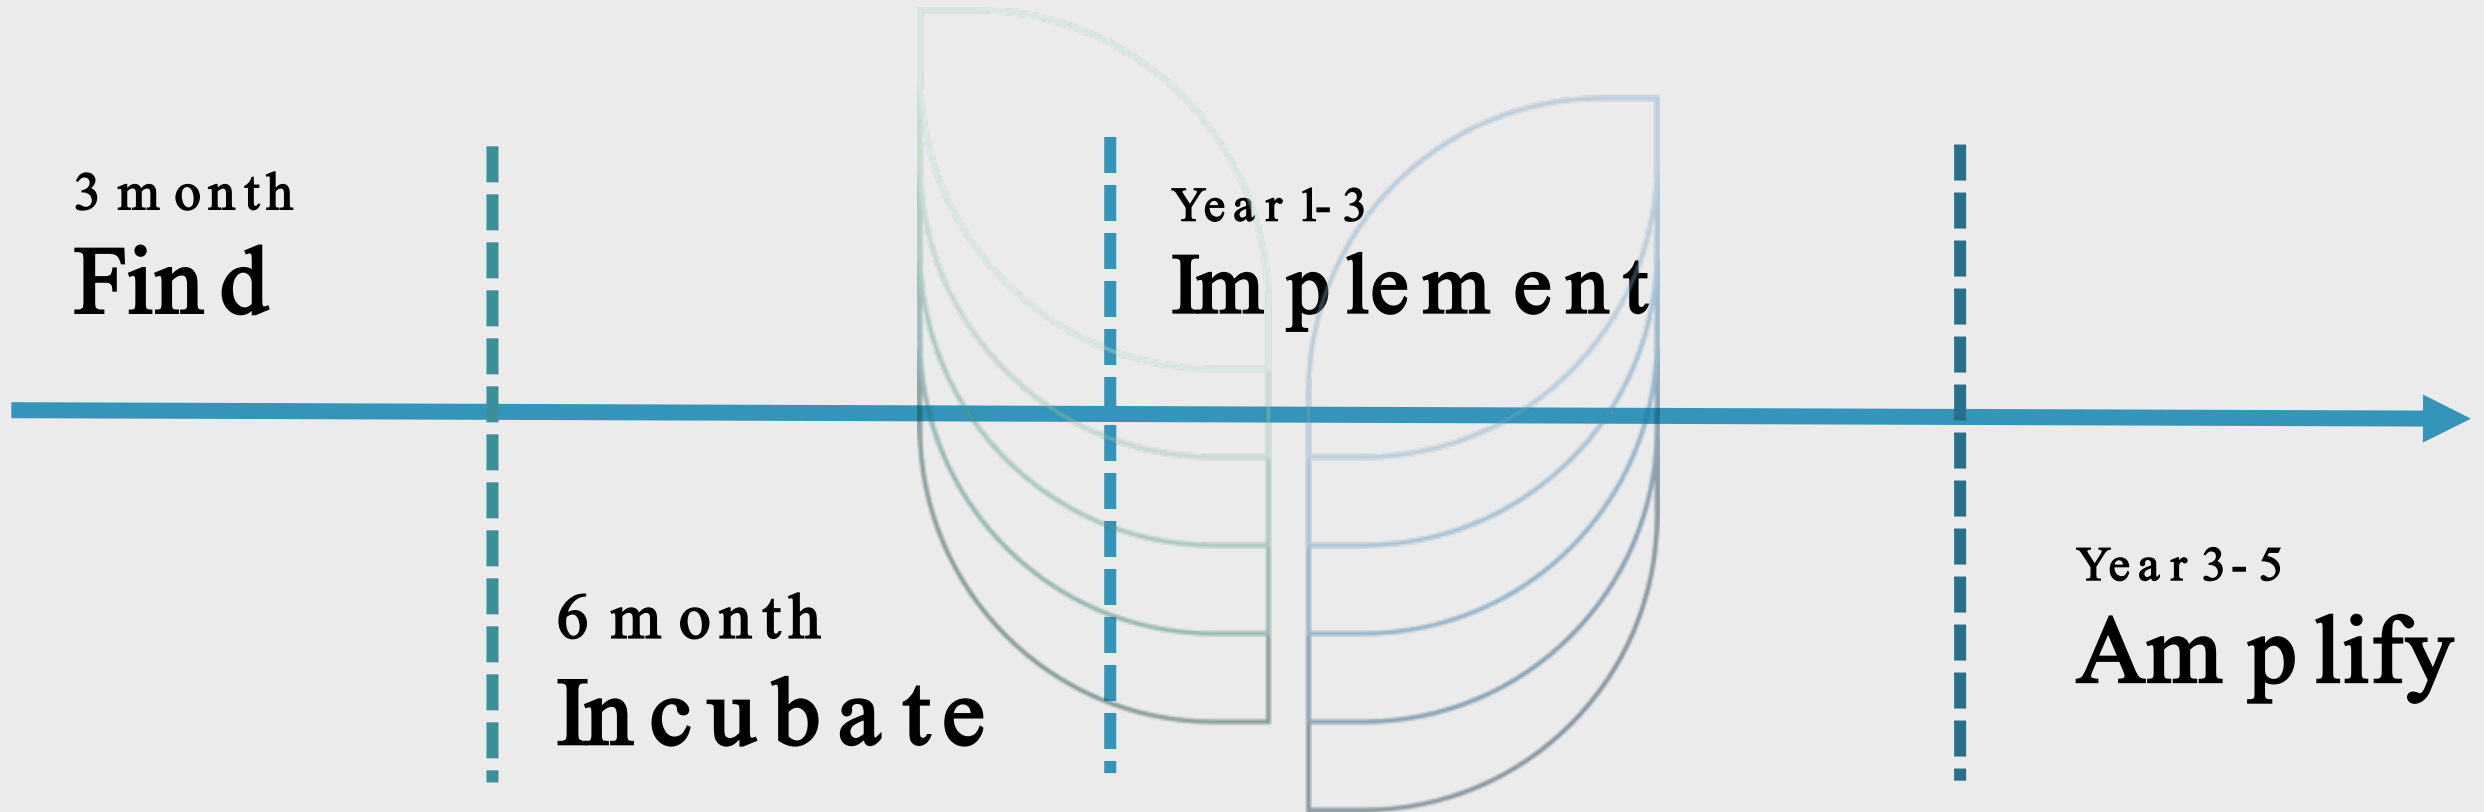 3 month
Find
6 month
Incubate
Year 1-3
Implement
Year 3-5
Amplify